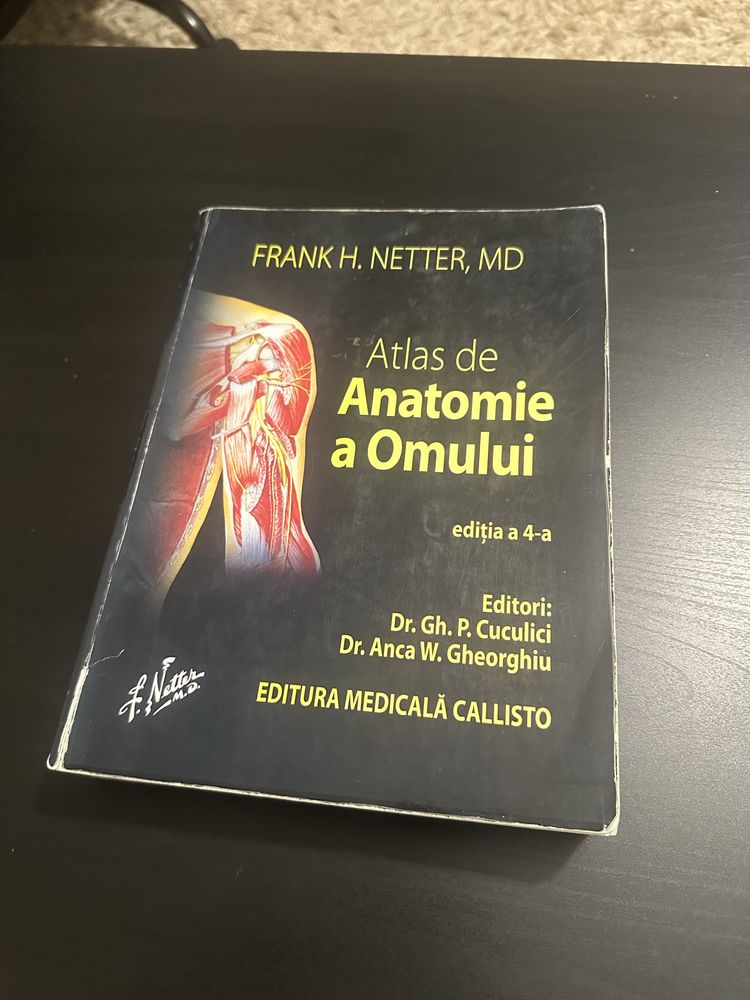 FRANK H. NETTER, MD
Atlas de
Anatomie
a Omului
ediția a 4-a
Editori:
Dr. Gh. P. Cuculici
Dr. Anca W. Gheorghiu
F. Netter
M.D.
EDITURA MEDICALĂ CALLISTO